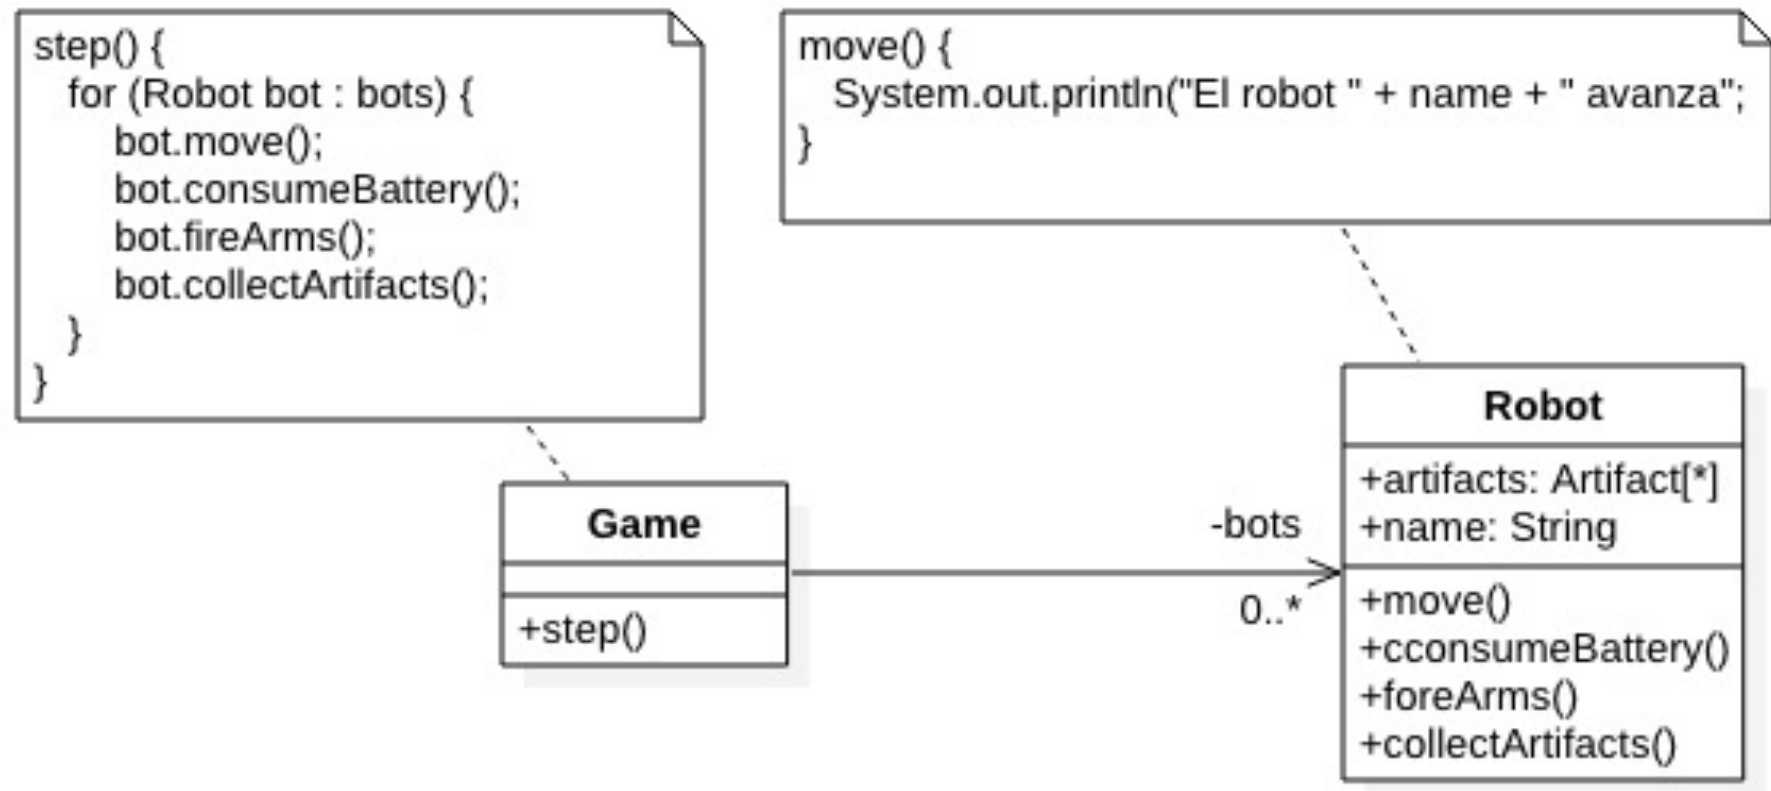 step() {
for (Robot bot : bots) {
bot.move();
bot.consumeBattery();
bot.fireArms();
bot.collectArtifacts();
}
}
move() {
System.out.println("El robot " + name + " avanza";
}
Game
+step()
-bots
0..*
Robot
+artifacts: Artifact[*]
+name: String
+move()
+cconsumeBattery()
+foreArms()
+collectArtifacts()